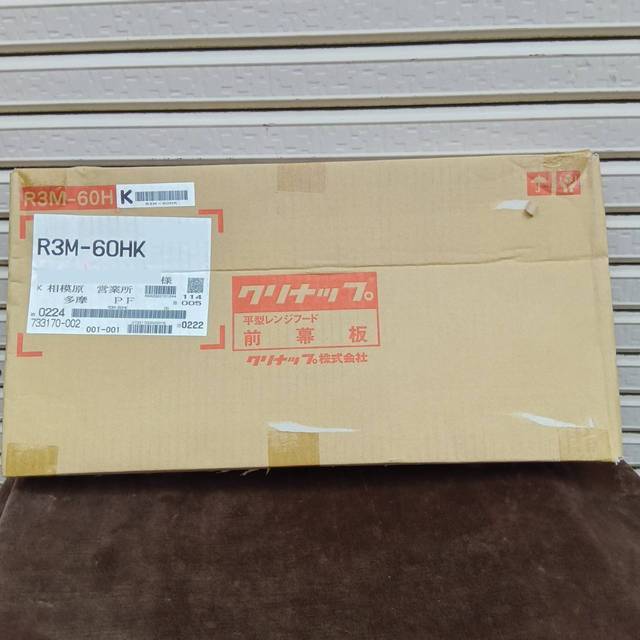 R3M-60H K
R3M-60HK
R3M-60HK
様
K 相模原 営業所
多摩 PF
114
005
0224
733170-002
001-001
0222
クリナップ
平型レンジフード
前幕板
クリナップ株式会社